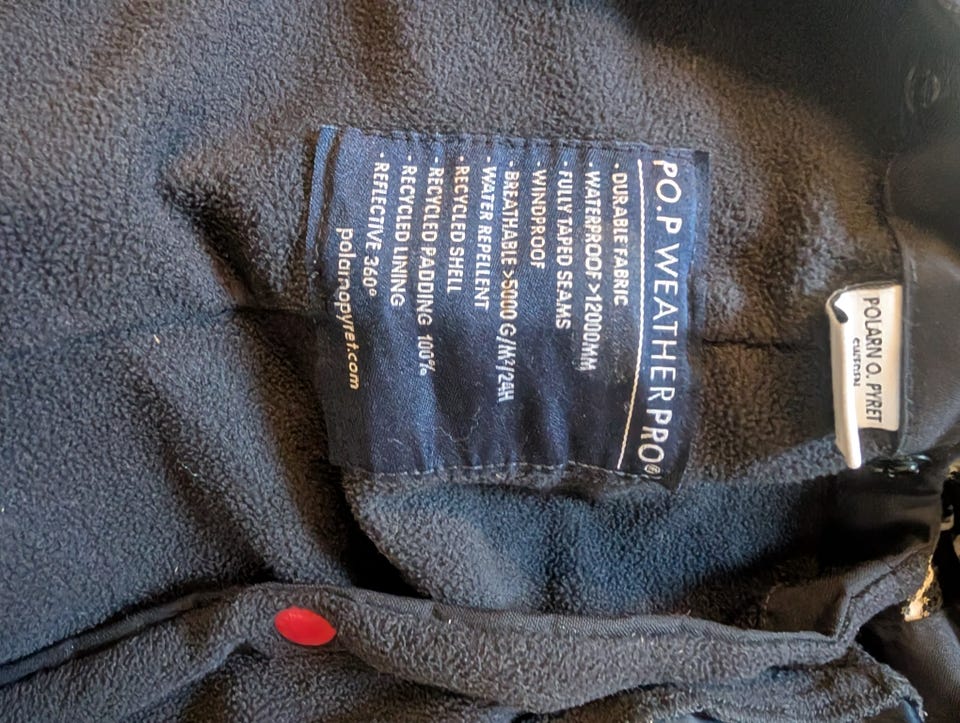 PO.P WEATHER PRO®
· DURABLE FABRIC
· WATERPROOF >12000MM
· FULLY TAPED SEAMS
· WINDPROOF
· BREATHABLE >5000 G/M²/24H
· WATER REPELLENT
· RECYCLED SHELL
· RECYCLED PADDING 100%
· RECYCLED LINING
· REFLECTIVE 360°
polarnopyret.com
POLARN O. PYRET
SWEDEN